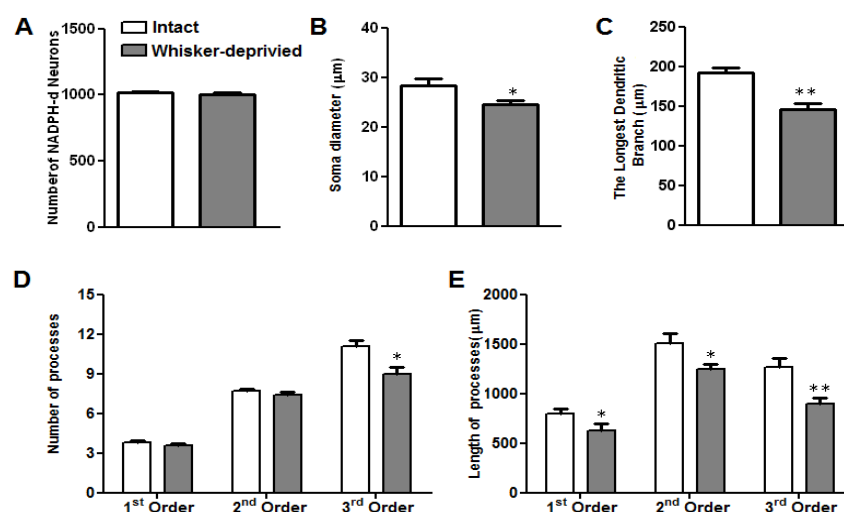 A
Intact
Whisker-deprivied
Number of NADPH-d Neurons
1500
1000
500
0
B
Soma diameter (μm)
40
30
20
10
0
*
C
The Longest Dendritic
Branch (μm)
250
200
150
100
50
0
**
D
Number of processes
15
12
9
6
3
0
*
1st Order
2nd Order
3rd Order
E
Length of processes(μm)
2000
1500
1000
500
0
*
*
**
1st Order
2nd Order
3rd Order